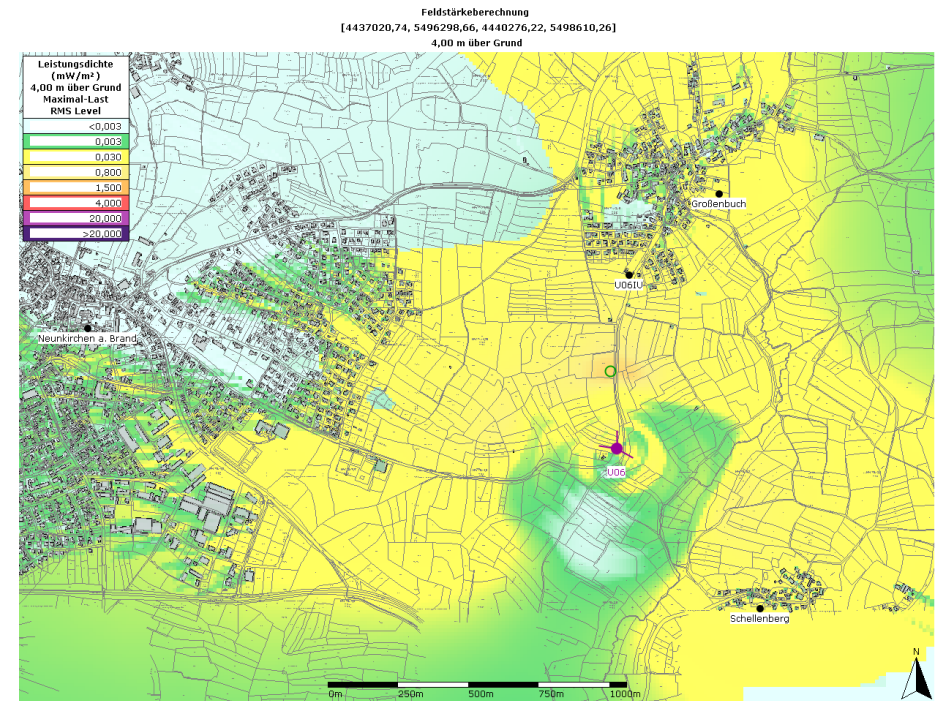 Feldstärkeberechnung
[4437020,74, 5496298,66, 4440276,22, 5498610,26]
4,00 m über Grund
Leistungsdichte
(mW/m²)
4,00 m über Grund
Maximal-Last
RMS Level
<0,003
0,003
0,030
0,800
1,500
4,000
20,000
>20,000
Großenbuch
U06IU
Neunkirchen a. Brand
U06
Schellenberg
N
0m 250m 500m 750m 1000m